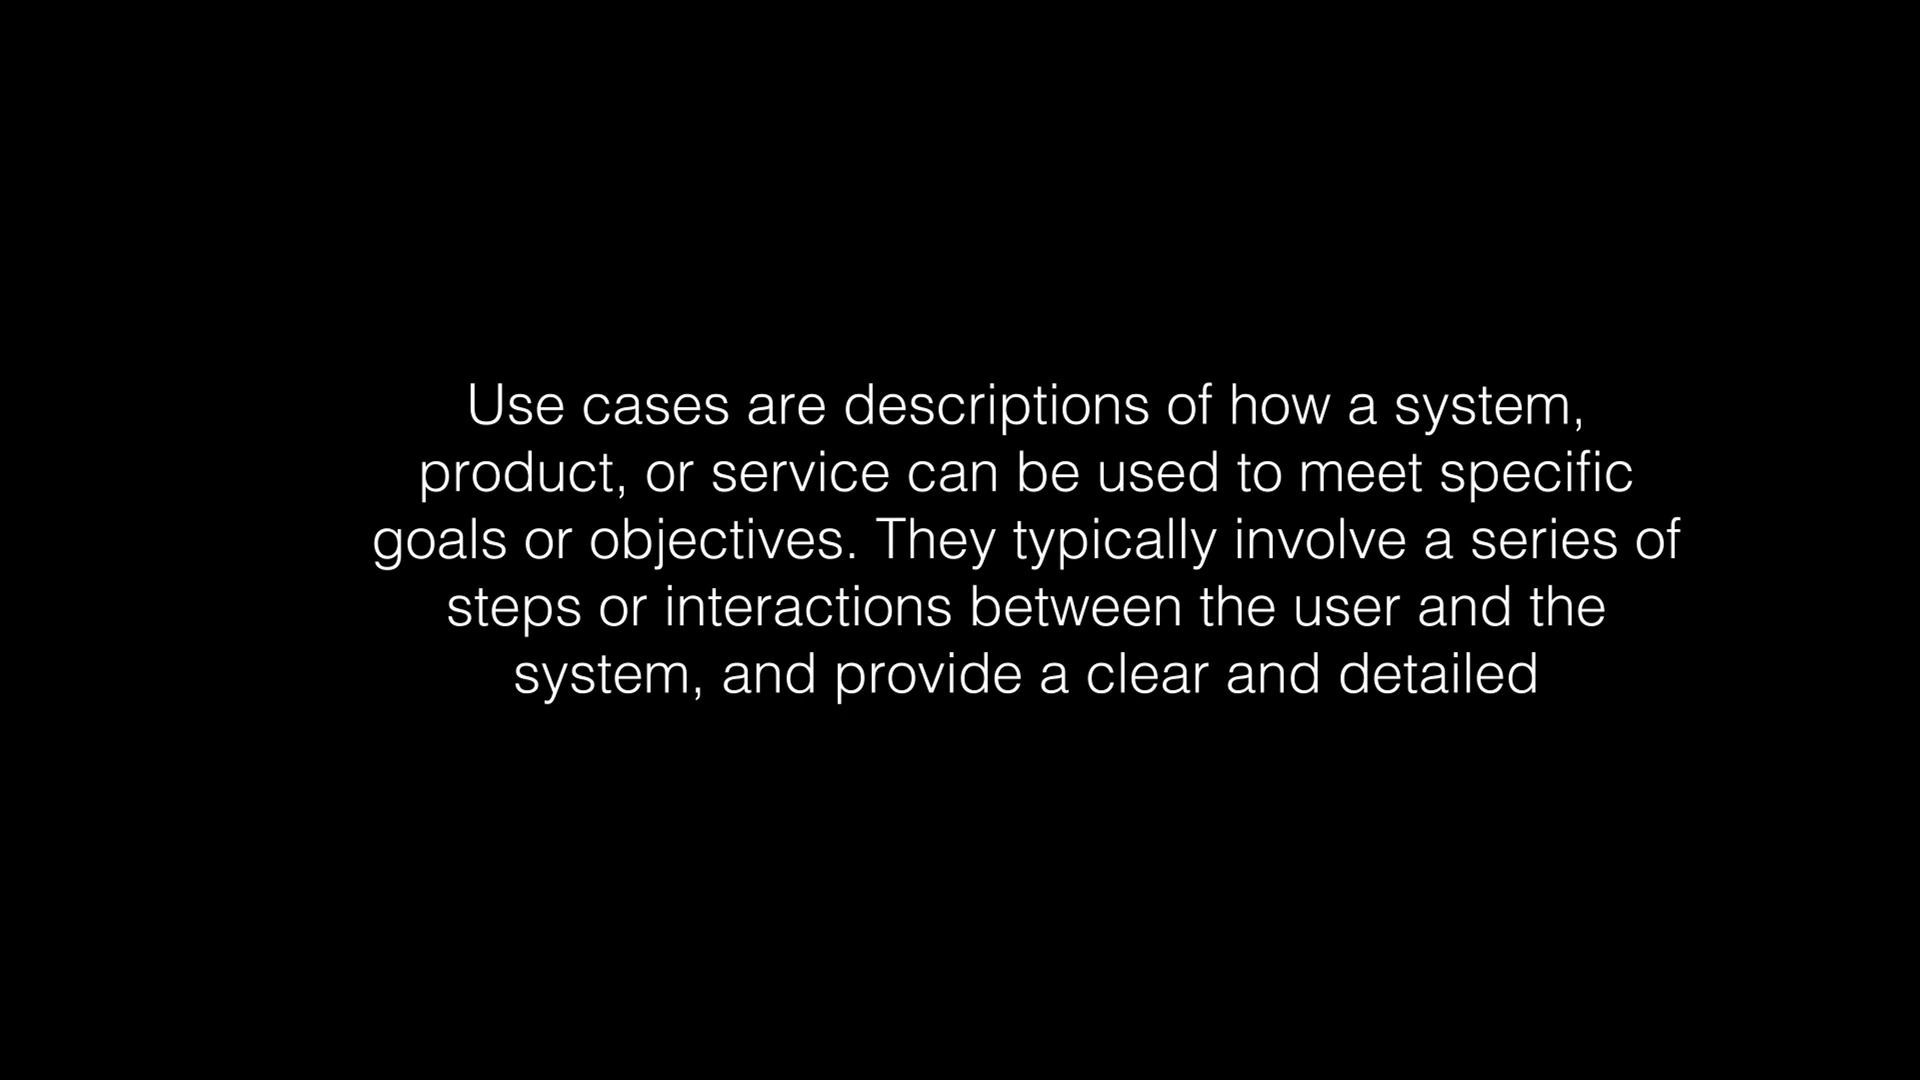 Use cases are descriptions of how a system,
product, or service can be used to meet specific
goals or objectives. They typically involve a series of
steps or interactions between the user and the
system, and provide a clear and detailed